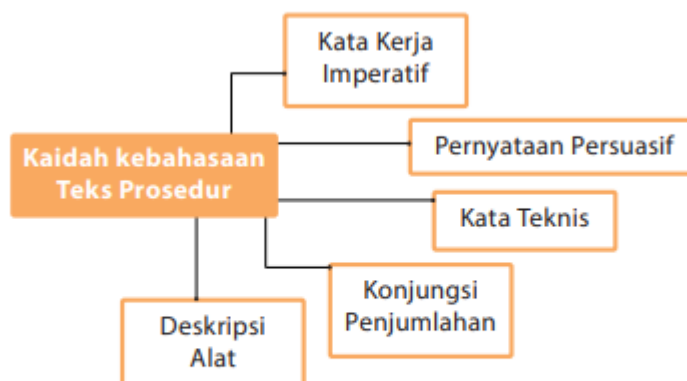 Kata Kerja
Imperatif
Kaidah kebahasaan
Teks Prosedur
Pernyataan Persuasif
Kata Teknis
Konjungsi
Penjumlahan
Deskripsi
Alat